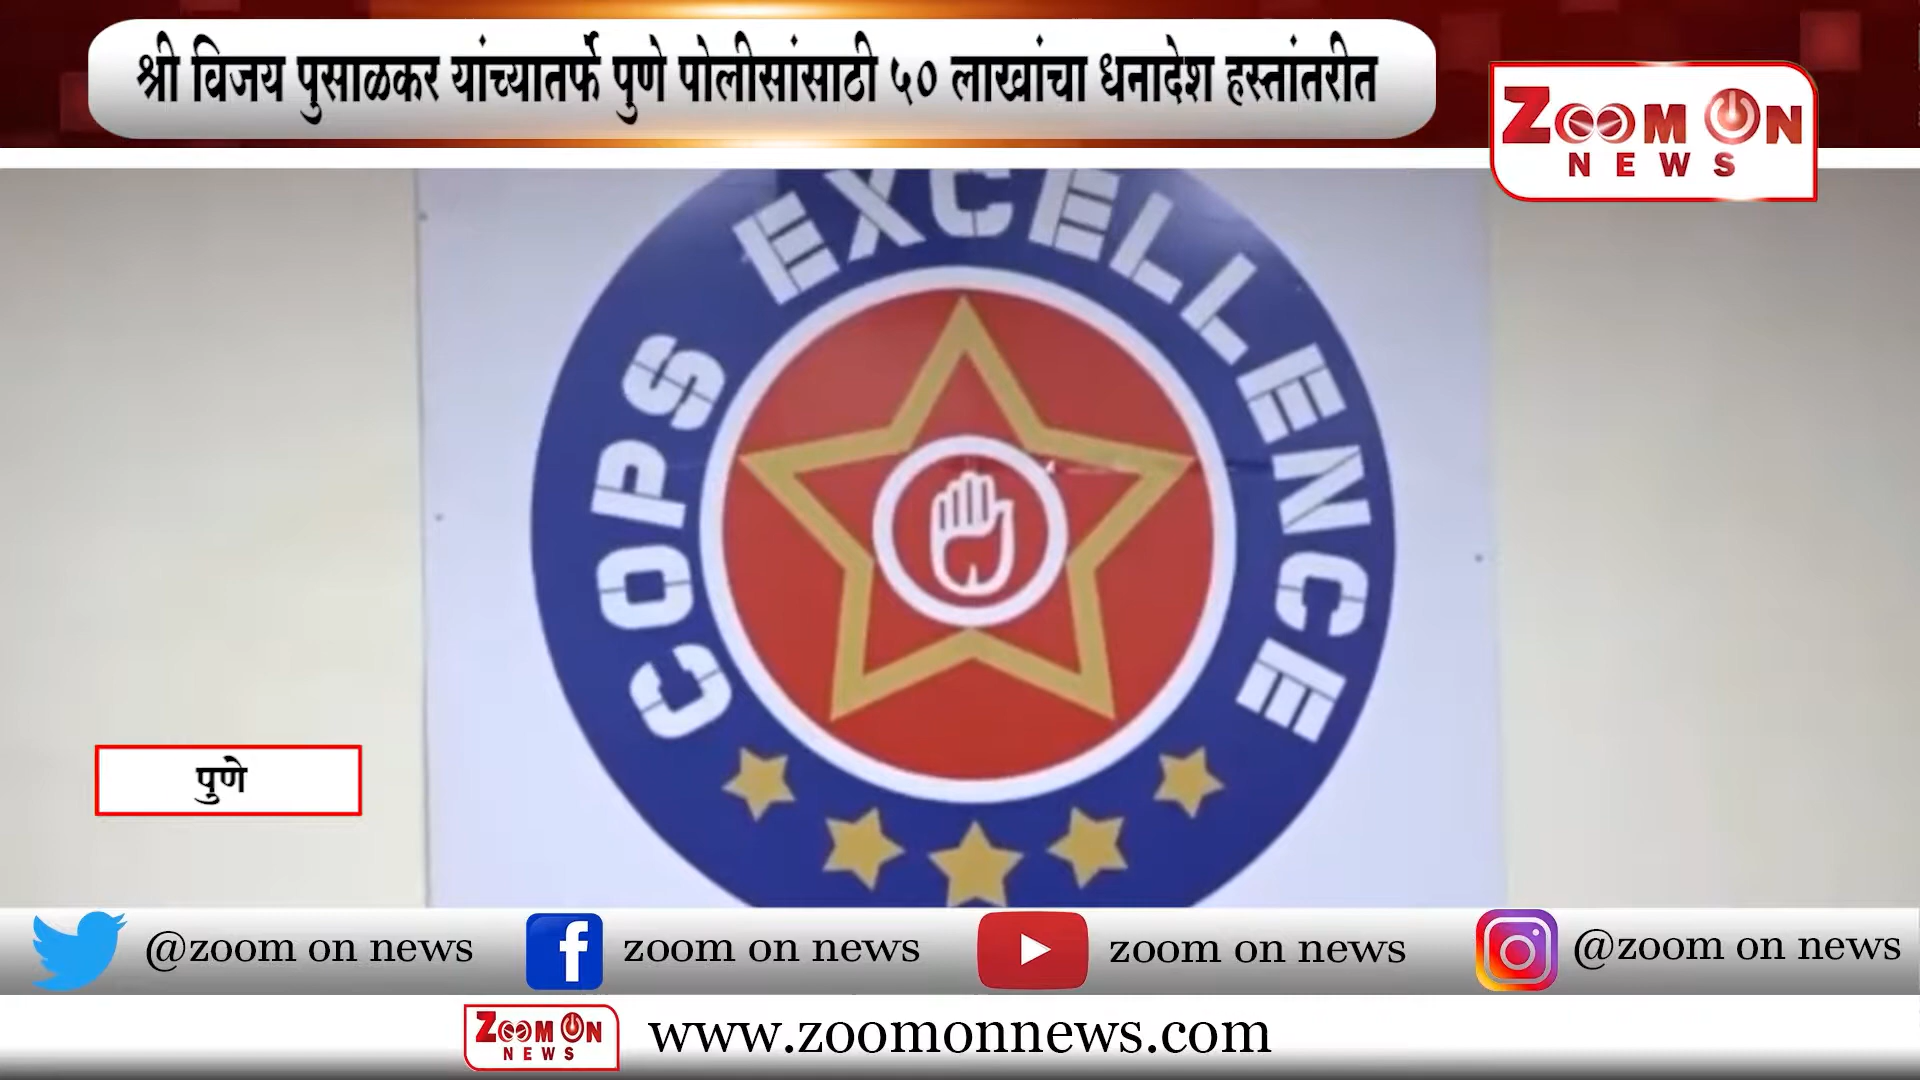 श्री विजय पुसाळकर यांच्यातर्फे पुणे पोलीसांसाठी ५० लाखांचा धनादेश हस्तांतरीत
ZOOM ON
NEWS
COPS EXCELLENCE
पुणे
@zoom on news
zoom on news
zoom on news
@zoom on news
ZOOM ON
NEWS
www.zoomonnews.com